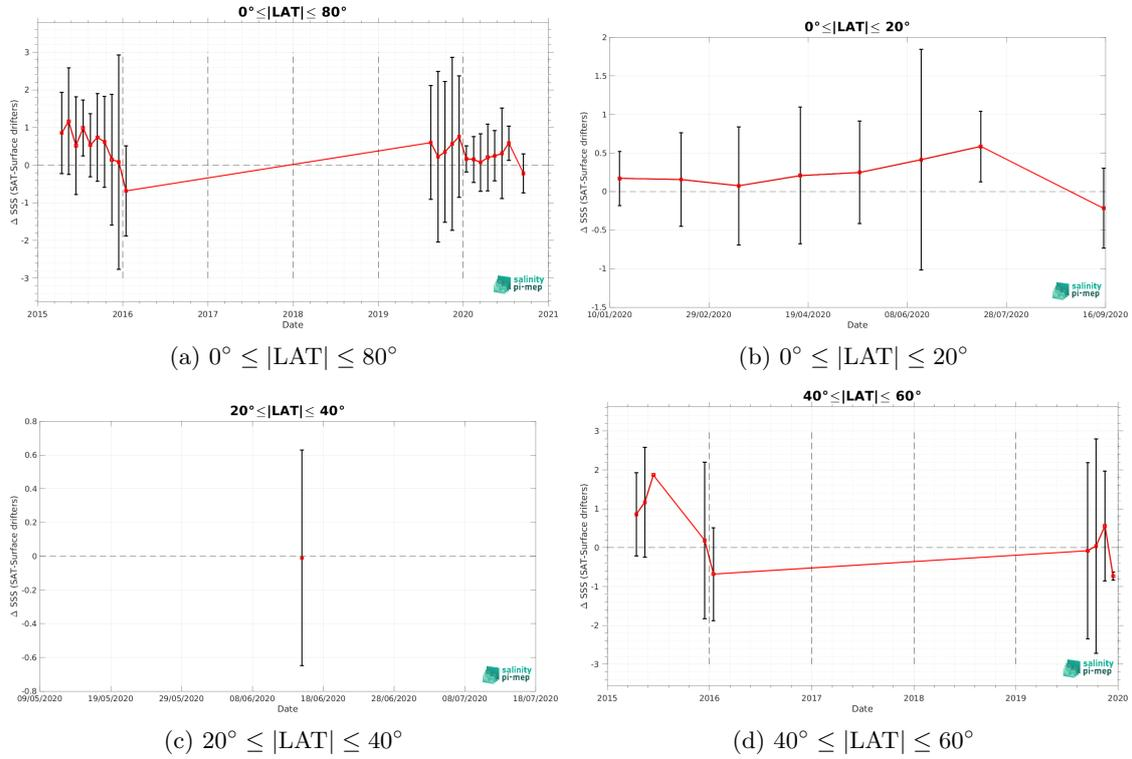 0°≤|LAT|≤ 80°
Δ SSS (SAT-Surface drifters)
3
2
1
0
-1
-2
-3
2015 2016 2017 2018 2019 2020 2021
Date
salinity
pi-mep
(a) 0° ≤ |LAT| ≤ 80°
0°≤|LAT|≤ 20°
Δ SSS (SAT-Surface drifters)
2
1.5
1
0.5
0
-0.5
-1
-1.5
10/01/2020 29/02/2020 19/04/2020 08/06/2020 28/07/2020 16/09/2020
Date
salinity
pi-mep
(b) 0° ≤ |LAT| ≤ 20°
20°≤|LAT|≤ 40°
Δ SSS (SAT-Surface drifters)
0.8
0.6
0.4
0.2
0
-0.2
-0.4
-0.6
-0.8
09/05/2020 19/05/2020 29/05/2020 08/06/2020 18/06/2020 28/06/2020 08/07/2020 18/07/2020
Date
salinity
pi-mep
(c) 20° ≤ |LAT| ≤ 40°
40°≤|LAT|≤ 60°
Δ SSS (SAT-Surface drifters)
3
2
1
0
-1
-2
-3
2015 2016 2017 2018 2019 2020
Date
salinity
pi-mep
(d) 40° ≤ |LAT| ≤ 60°